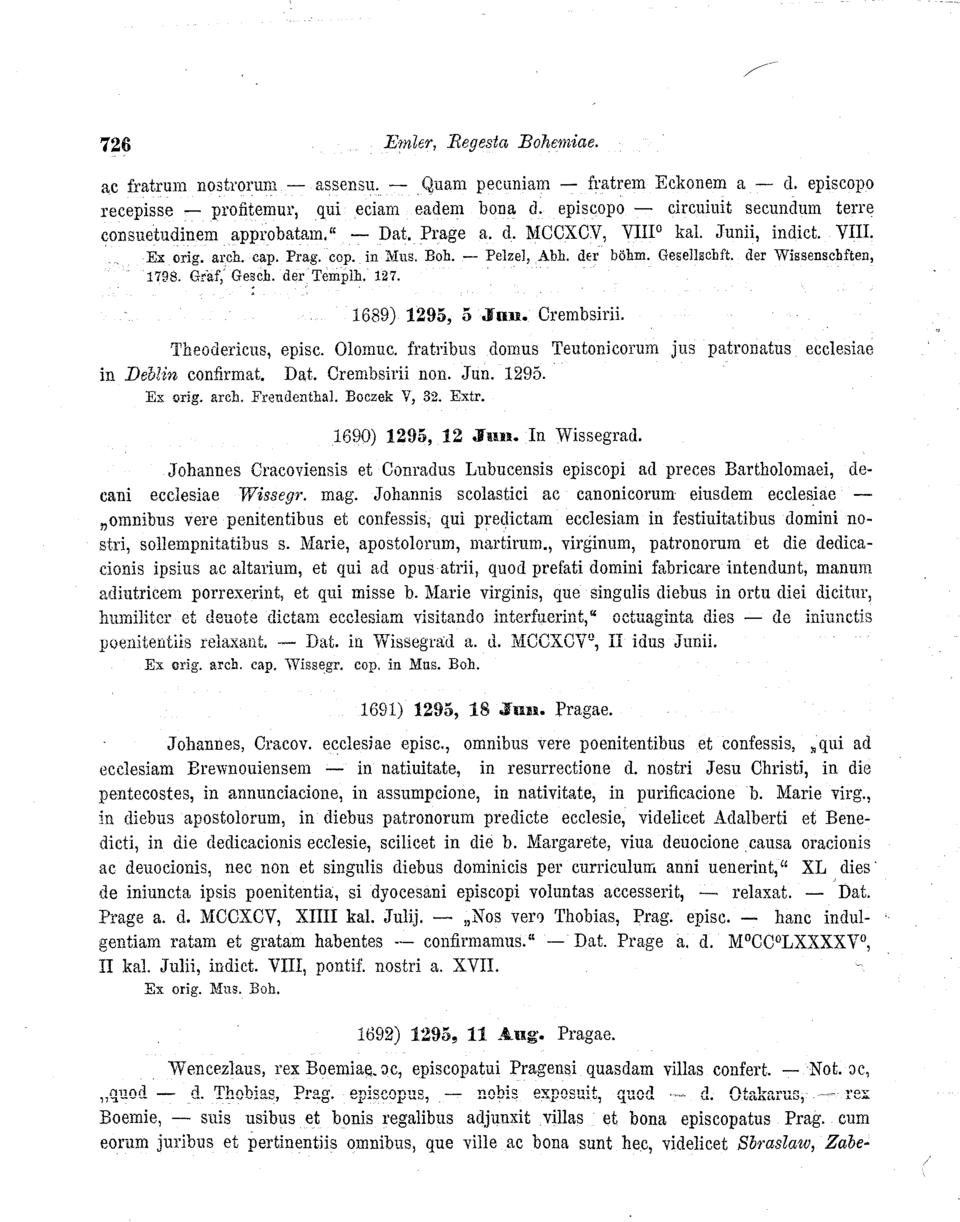 726 Emler, Regesta Bohemiae.
ac fratrum nostrorum — assensu. — Quam pecuniam — fratrem Eckonem a — d. episcopo
recepisse — profitemur, qui eciam eadem bona d. episcopo — circuiuit secundum terre
consuetudinem approbatam.“ — Dat. Prage a. d. MCCXCV, VIIIº kal. Junii, indict. VIII.
Ex orig. arch. cap. Prag. cop. in Mus. Boh. — Pelzel, Abh. der böhm. Gesellschft. der Wissenschften,
1798. Graf, Gesch. der Templh. 127.
1689) 1295, 5 Jun. Crembsirii.
Theodericus, episc. Olomuc. fratribus domus Teutonicorum jus patronatus ecclesiae
in Deblin confirmat. Dat. Crembsirii non. Jun. 1295.
Ex orig. arch. Freudenthal. Boczek V, 32. Extr.
1690) 1295, 12 Jun. In Wissegrad.
Johannes Cracoviensis et Conradus Lubucensis episcopi ad preces Bartholomaei, de-
cani ecclesiae Wissegr. mag. Johannis scolastici ac canonicorum eiusdem ecclesiae —
„omnibus vere penitentibus et confessis, qui predictam ecclesiam in festiuitatibus domini no-
stri, sollempnitatibus s. Marie, apostolorum, martirum., virginum, patronorum et die dedica-
cionis ipsius ac altarium, et qui ad opus atrii, quod prefati domini fabricare intendunt, manum
adiutricem porrexerint, et qui misse b. Marie virginis, que singulis diebus in ortu diei dicitur,
humiliter et deuote dictam ecclesiam visitando interfuerint,“ octuaginta dies — de iniunctis
poenitentiis relaxant. — Dat. in Wissegrad a. d. MCCXCVº, II idus Junii.
Ex orig. arch. cap. Wissegr. cop. in Mus. Boh.
1691) 1295, 18 Jun. Pragae.
Johannes, Cracov. ecclesiae episc., omnibus vere poenitentibus et confessis, „qui ad
ecclesiam Brewnouiensem — in natiuitate, in resurrectione d. nostri Jesu Christi, in die
pentecostes, in annunciacione, in assumpcione, in nativitate, in purificacione b. Marie virg.,
in diebus apostolorum, in diebus patronorum predicte ecclesie, videlicet Adalberti et Bene-
dicti, in die dedicacionis ecclesie, scilicet in die b. Margarete, viua deuocione causa oracionis
ac deuocionis, nec non et singulis diebus dominicis per curriculum anni uenerint,“ XL dies
de iniuncta ipsis poenitentia, si dyocesani episcopi voluntas accesserit, — relaxat. — Dat.
Prage a. d. MCCXCV, XIIII kal. Julij. — „Nos vero Thobias, Prag. episc. — hanc indul-
gentiam ratam et gratam habentes — confirmamus.“ — Dat. Prage a. d. MºCCºLXXXXVº,
II kal. Julii, indict. VIII, pontif. nostri a. XVII.
Ex orig. Mus. Boh.
1692) 1295, 11 Aug. Pragae.
Wencezlaus, rex Boemiae ɔc, episcopatui Pragensi quasdam villas confert. — Not. ɔc,
„quod — d. Thobias, Prag. episcopus, — nobis exposuit, quod — d. Otakarus, — rex
Boemie, — suis usibus et bonis regalibus adjunxit villas et bona episcopatus Prag. cum
eorum juribus et pertinentiis omnibus, que ville ac bona sunt hec, videlicet Sbraslaw, Zabe-